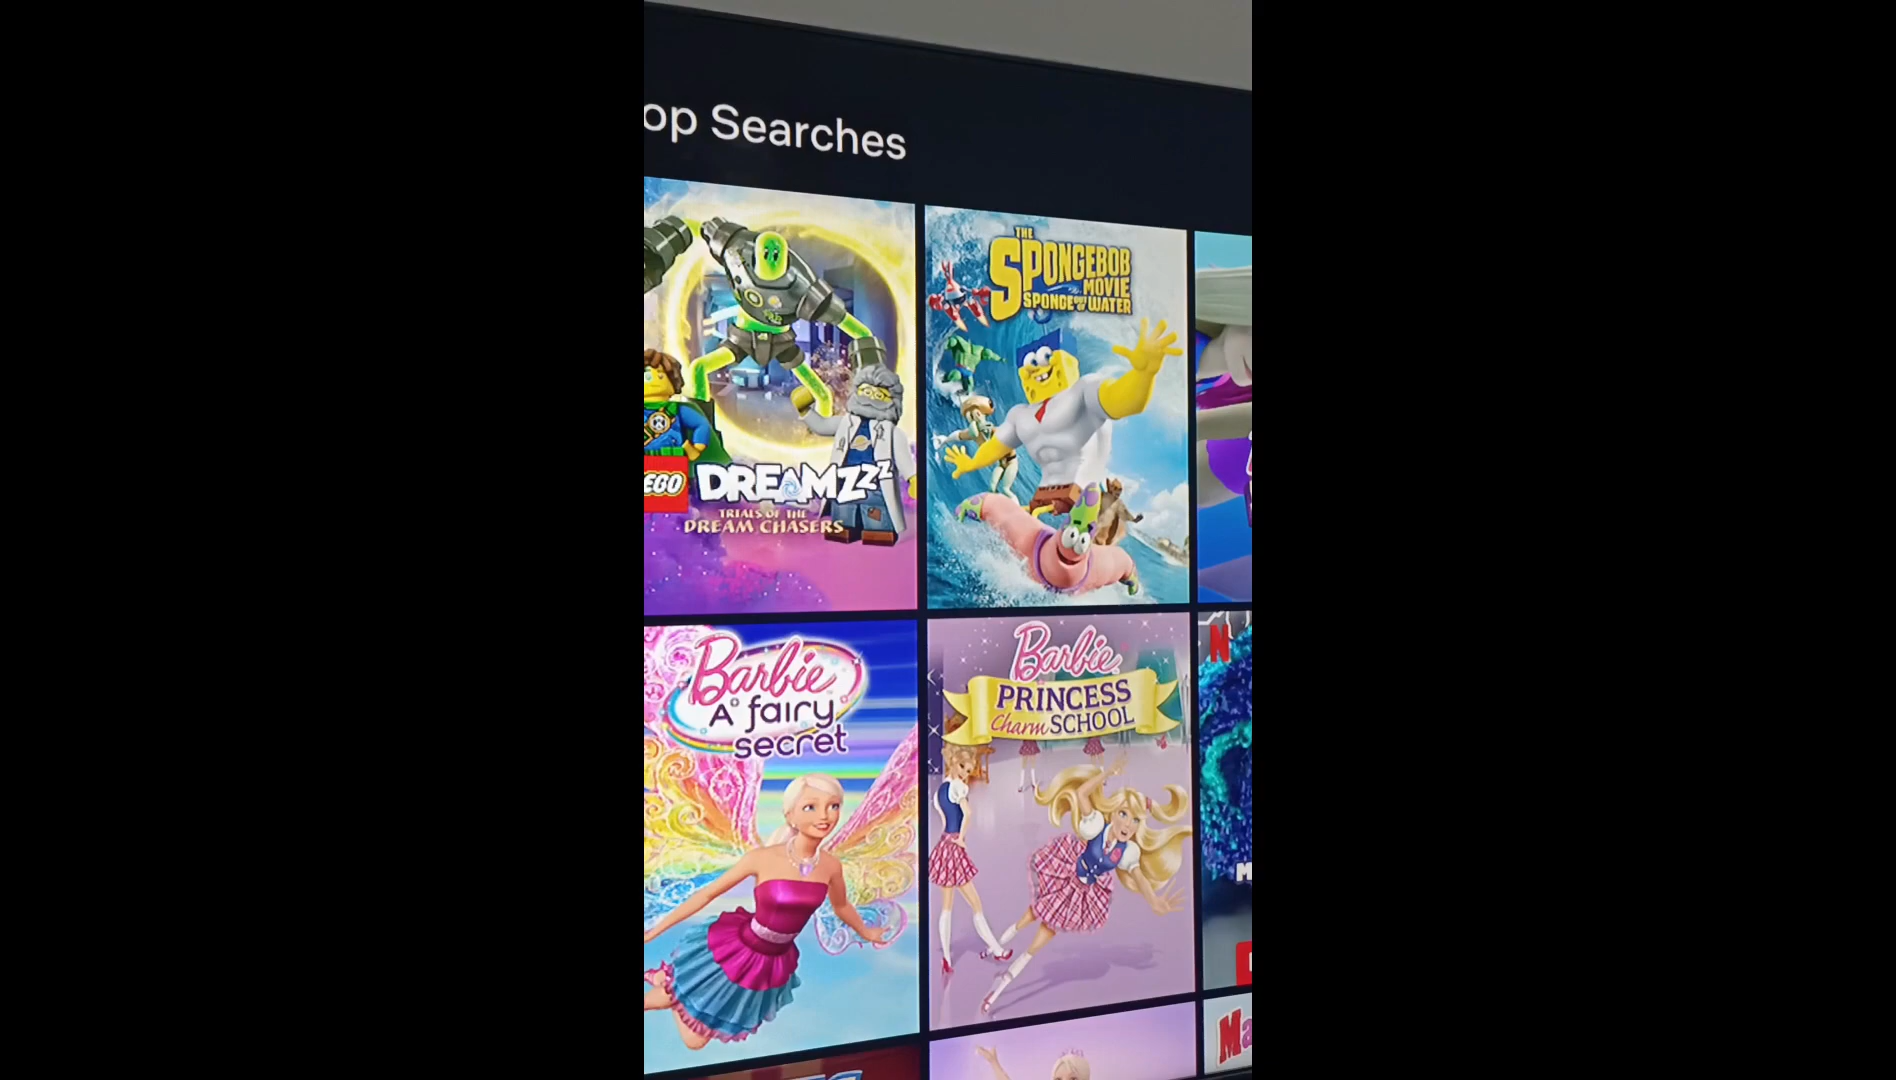 op Searches
THE
SPONGEBOB
MOVIE
SPONGE OUT OF WATER
EGO
DREAMZzz
TRIALS OF THE
DREAM CHASERS
Barbie
A fairy
secret
Barbie
PRINCESS
Charm SCHOOL
N
M
Ma